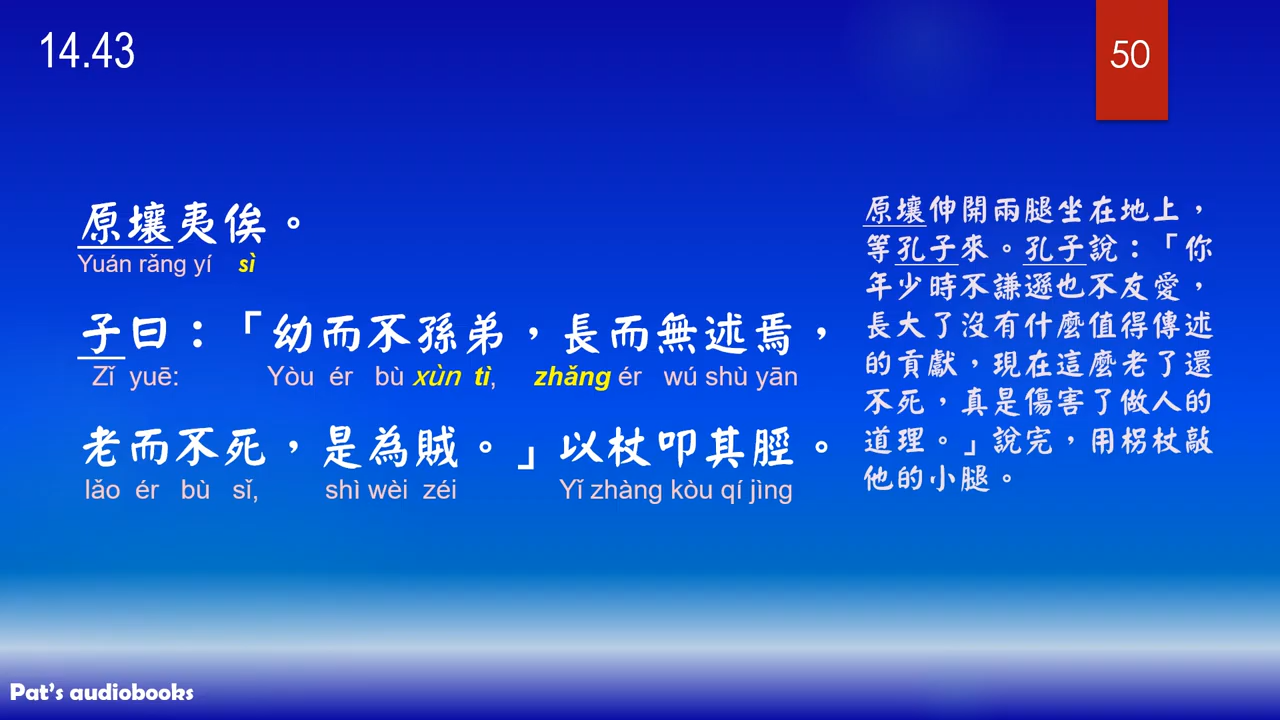 14.43
50
原壤夷俟。
Yuán rǎng yí sì
子曰：「幼而不孫弟，長而無述焉，
Zǐ yuē: Yòu ér bù xùn tì, zhǎng ér wú shù yān
老而不死，是為賊。」以杖叩其脛。
lǎo ér bù sǐ, shì wèi zéi Yǐ zhàng kòu qí jìng
原壤伸開兩腿坐在地上，
等孔子來。孔子說：「你
年少時不謙遜也不友愛，
長大了沒有什麼值得傳述
的貢獻，現在這麼老了還
不死，真是傷害了做人的
道理。」說完，用柺杖敲
他的小腿。
Pat's audiobooks